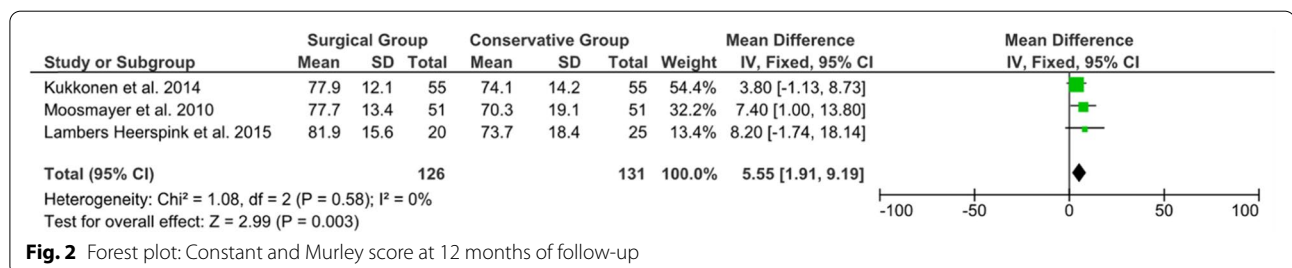 Surgical Group Conservative Group Mean Difference Mean Difference
Study or Subgroup Mean SD Total Mean SD Total Weight IV, Fixed, 95% CI IV, Fixed, 95% CI
Kukkonen et al. 2014 77.9 12.1 55 74.1 14.2 55 54.4% 3.80 [-1.13, 8.73]
Moosmayer et al. 2010 77.7 13.4 51 70.3 19.1 51 32.2% 7.40 [1.00, 13.80]
Lambers Heerspink et al. 2015 81.9 15.6 20 73.7 18.4 25 13.4% 8.20 [-1.74, 18.14]
Total (95% CI) 126 131 100.0% 5.55 [1.91, 9.19]
Heterogeneity: Chi² = 1.08, df = 2 (P = 0.58); I² = 0%
Test for overall effect: Z = 2.99 (P = 0.003)
-100 -50 0 50 100
Fig. 2 Forest plot: Constant and Murley score at 12 months of follow-up